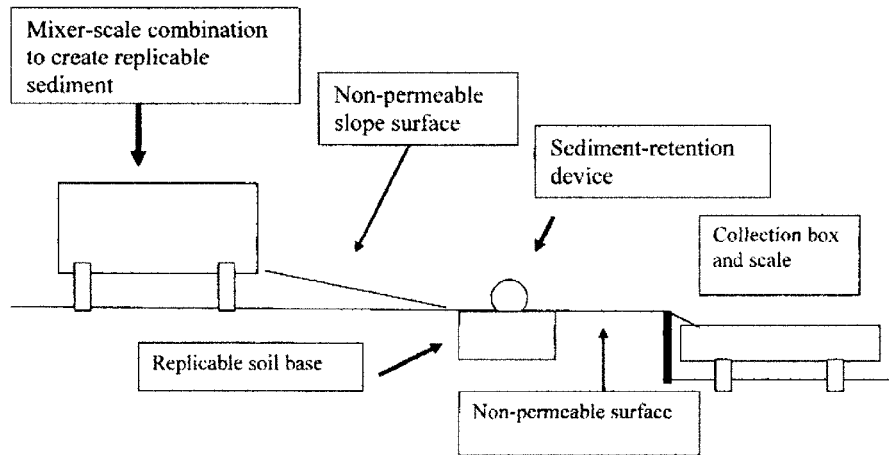 Mixer-scale combination
to create replicable
sediment
Non-permeable
slope surface
Sediment-retention
device
Collection box
and scale
Replicable soil base
Non-permeable surface